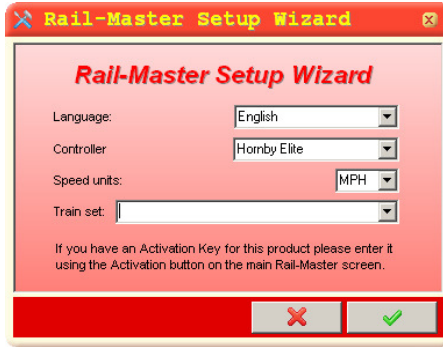 Rail-Master Setup Wizard
Rail-Master Setup Wizard
Language: English
Controller Hornby Elite
Speed units: MPH
Train set:
If you have an Activation Key for this product please enter it
using the Activation button on the main Rail-Master screen.